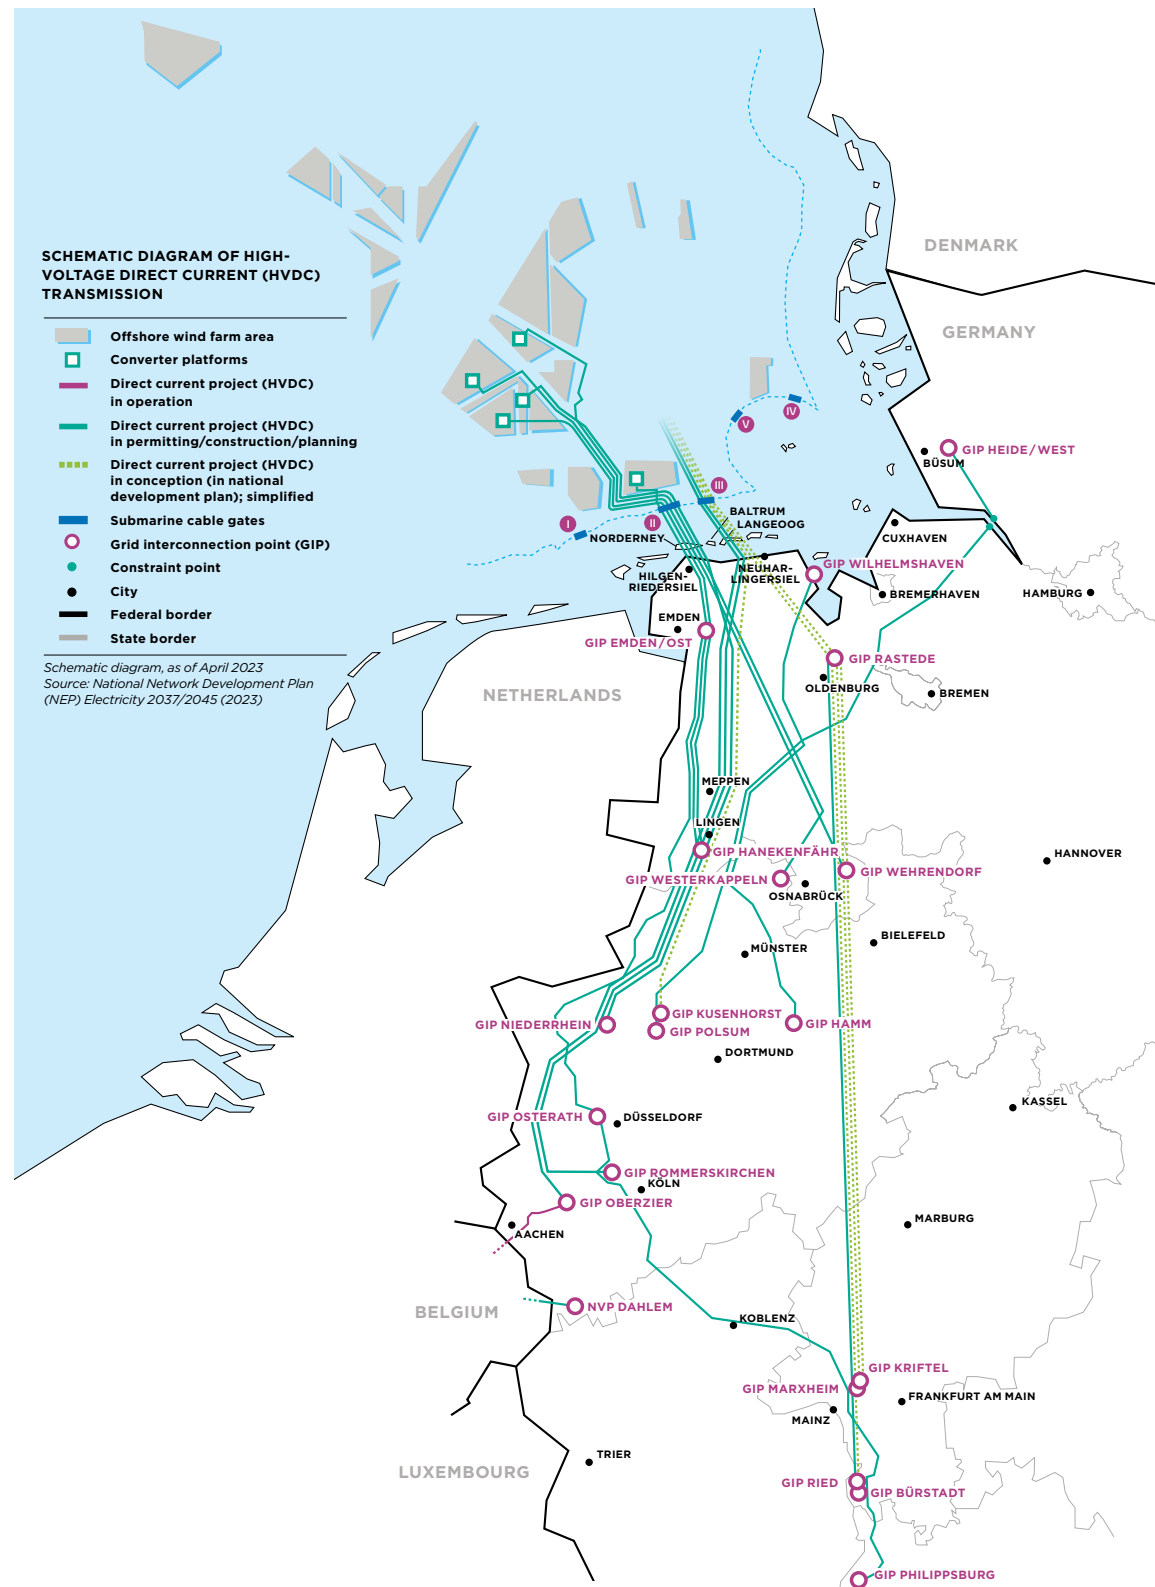 SCHEMATIC DIAGRAM OF HIGH-
VOLTAGE DIRECT CURRENT (HVDC)
TRANSMISSION
Offshore wind farm area
Converter platforms
Direct current project (HVDC)
in operation
Direct current project (HVDC)
in permitting/construction/planning
Direct current project (HVDC)
in conception (in national
development plan); simplified
Submarine cable gates
Grid interconnection point (GIP)
Constraint point
City
Federal border
State border
Schematic diagram, as of April 2023
Source: National Network Development Plan
(NEP) Electricity 2037/2045 (2023)
DENMARK
GERMANY
IV
V
GIP HEIDE/WEST
BÜSUM
III
I
II
BALTRUM
LANGEOOG
NORDERNEY
CUXHAVEN
HILGEN-
RIEDERSIEL
NEUHAR-
LINGERSIEL
GIP WILHELMSHAVEN
BREMERHAVEN
HAMBURG
EMDEN
GIP EMDEN/OST
GIP RASTEDE
OLDENBURG
BREMEN
NETHERLANDS
MEPPEN
LINGEN
GIP HANEKENFÄHR
HANNOVER
GIP WESTERKAPPELN
GIP WEHRENDORF
OSNABRÜCK
BIELEFELD
MÜNSTER
GIP KUSENHORST
GIP NIEDERRHEIN
GIP POLSUM
GIP HAMM
DORTMUND
KASSEL
GIP OSTERATH
DÜSSELDORF
GIP ROMMERSKIRCHEN
KÖLN
GIP OBERZIER
MARBURG
AACHEN
BELGIUM
NVP DAHLEM
KOBLENZ
GIP KRIFTEL
GIP MARXHEIM
FRANKFURT AM MAIN
MAINZ
TRIER
LUXEMBOURG
GIP RIED
GIP BÜRSTADT
GIP PHILIPPSBURG